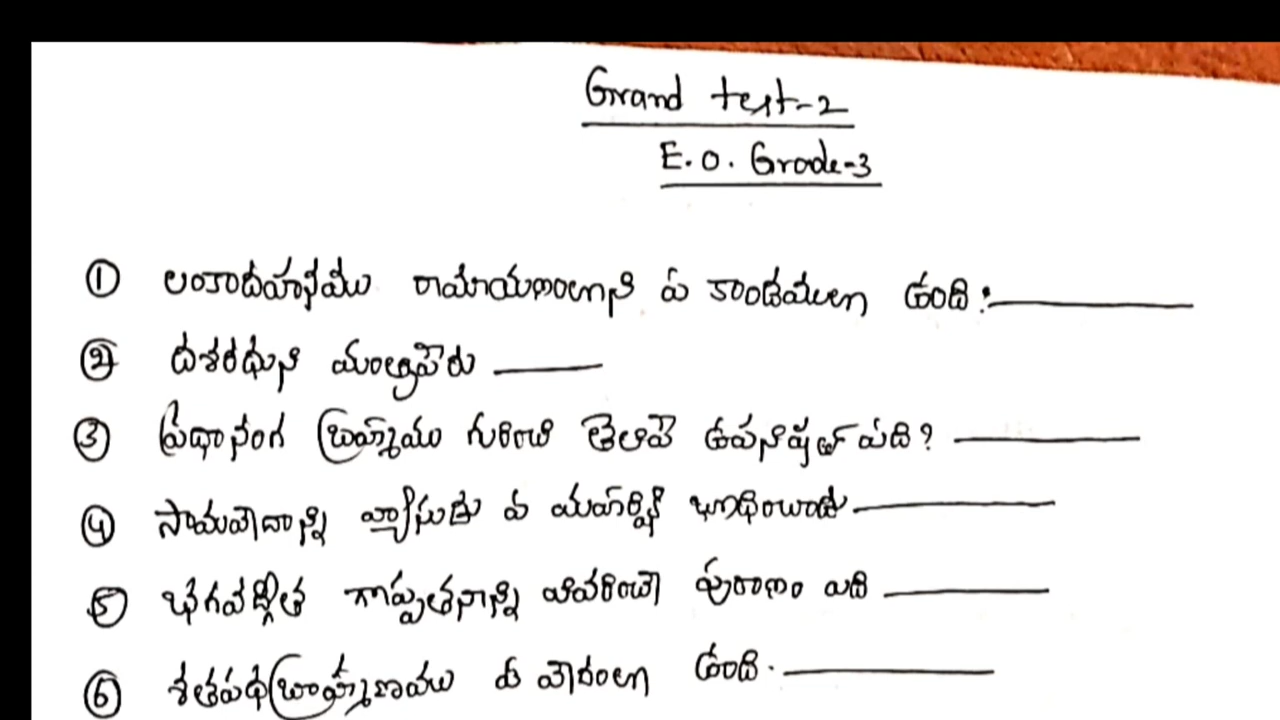 Grand test-2
E.O. Grade-3
① లంకాదహనము రామాయణంలోని ఏ కాండములో ఉంది:
② దశరధుని మంత్రి పేరు
③ ప్రధానంగ బ్రహ్మము గురించి తెలిపే ఉపనిషత్ ఏది?
④ సామవేదాన్ని వ్యాసుడు ఏ మహర్షికి భోధించాడు
⑤ భగవద్గీత గొప్పతనాన్ని వివరించే పురాణం ఏది
⑥ శతపథబ్రాహ్మణము ఏ వేదంలో ఉంది.